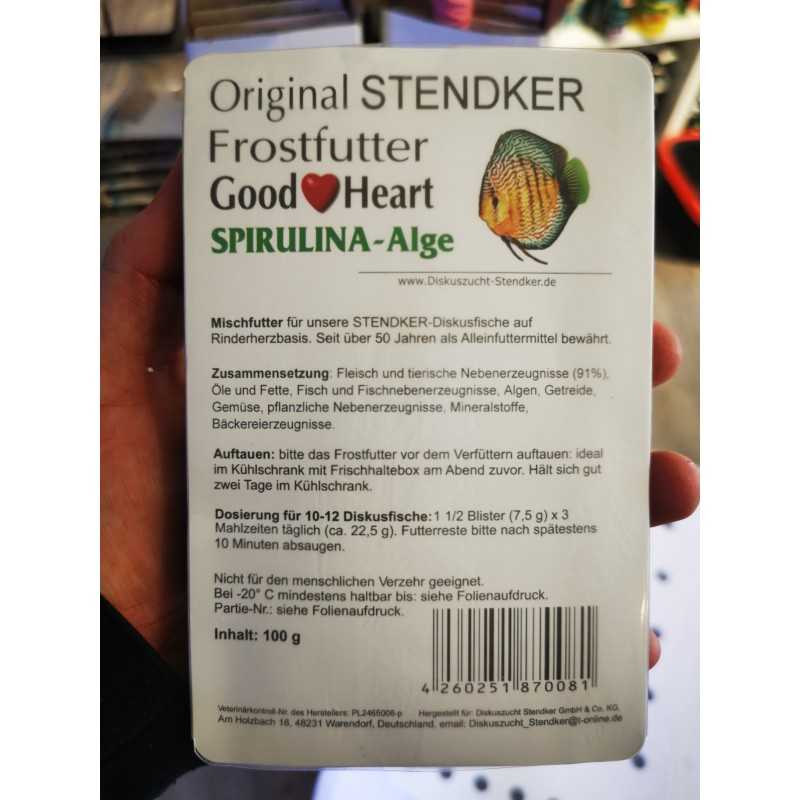 Original STENDKER
Frostfutter
Good Heart
SPIRULINA-Alge
www.Diskuszucht-Stendker.de
Mischfutter für unsere STENDKER-Diskusfische auf
Rinderherzbasis. Seit über 50 Jahren als Alleinfuttermittel bewährt.
Zusammensetzung: Fleisch und tierische Nebenerzeugnisse (91%),
Öle und Fette, Fisch und Fischnebenerzeugnisse, Algen, Getreide,
Gemüse, pflanzliche Nebenerzeugnisse, Mineralstoffe,
Bäckereierzeugnisse.
Auftauen: bitte das Frostfutter vor dem Verfüttern auftauen: ideal
im Kühlschrank mit Frischhaltebox am Abend zuvor. Hält sich gut
zwei Tage im Kühlschrank.
Dosierung für 10-12 Diskusfische: 1 1/2 Blister (7,5 g) x 3
Mahlzeiten täglich (ca. 22,5 g). Futterreste bitte nach spätestens
10 Minuten absaugen.
Nicht für den menschlichen Verzehr geeignet.
Bei -20° C mindestens haltbar bis: siehe Folienaufdruck.
Partie-Nr.: siehe Folienaufdruck.
Inhalt: 100 g
4 260251 870081
Veterinärkontroll-Nr. des Herstellers: PL2465008-p Hergestellt für: Diskuszucht Stendker GmbH & Co. KG,
Am Holzbach 16, 48231 Warendorf, Deutschland, email: Diskuszucht_Stendker@t-online.de